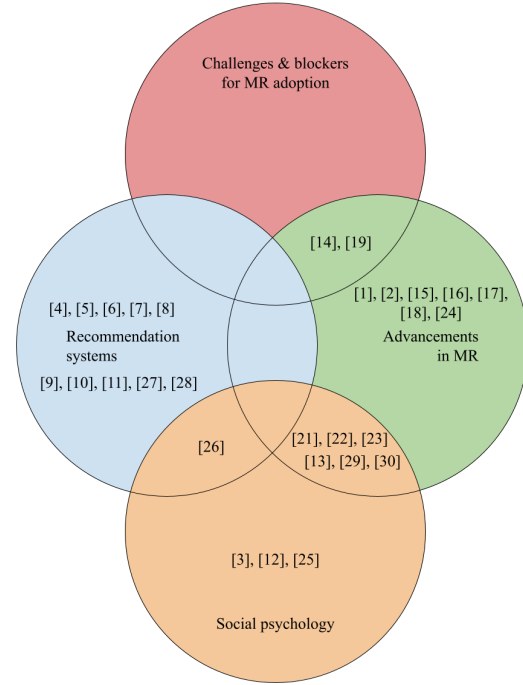 Challenges & blockers
for MR adoption
[14], [19]
[1], [2], [15], [16], [17],
[18], [24]
Advancements
in MR
[4], [5], [6], [7], [8]
Recommendation
systems
[9], [10], [11], [27], [28]
[26]
[21], [22], [23]
[13], [29], [30]
[3], [12], [25]
Social psychology